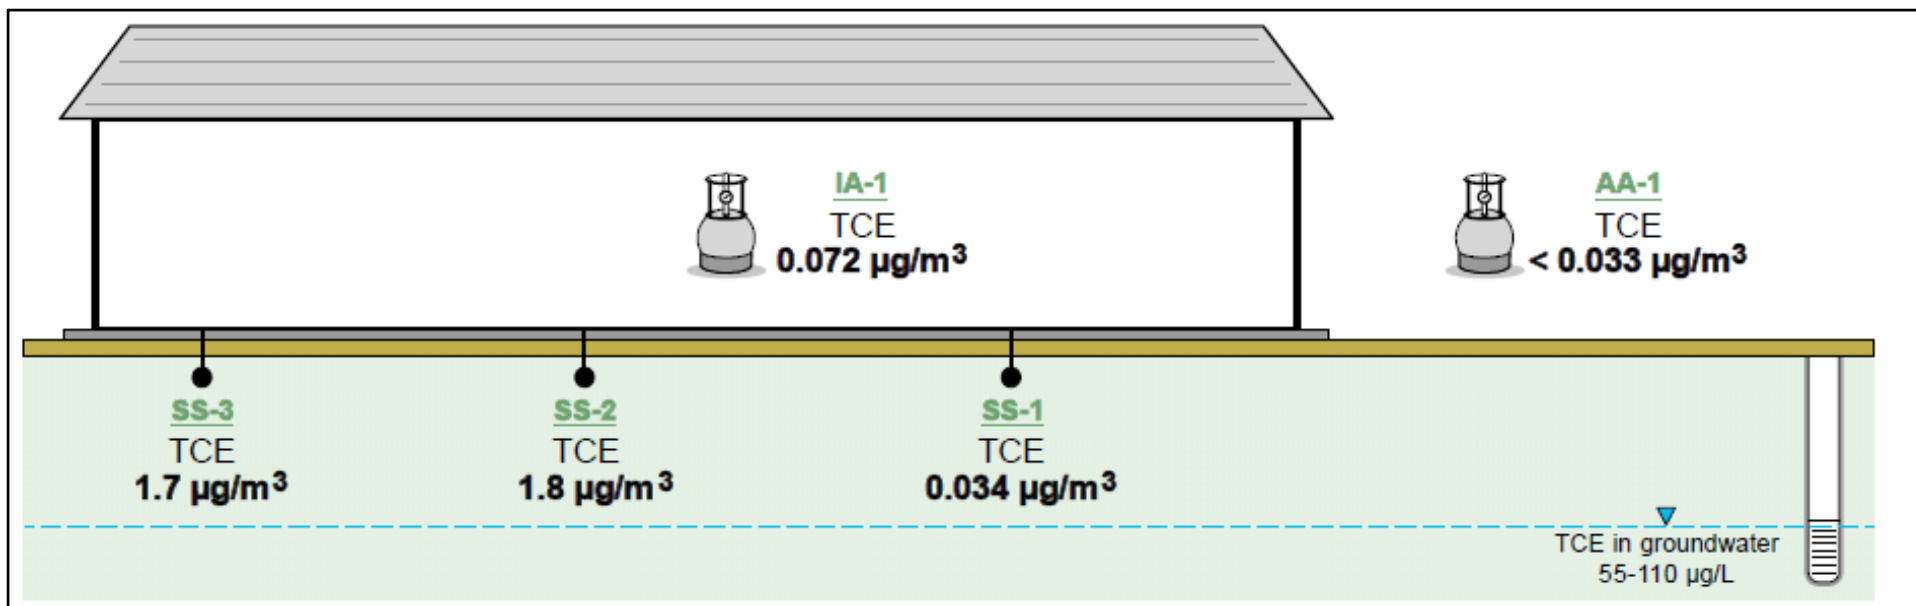 IA-1
TCE
0.072 µg/m³
AA-1
TCE
< 0.033 µg/m³
SS-3
TCE
1.7 µg/m³
SS-2
TCE
1.8 µg/m³
SS-1
TCE
0.034 µg/m³
TCE in groundwater
55-110 µg/L